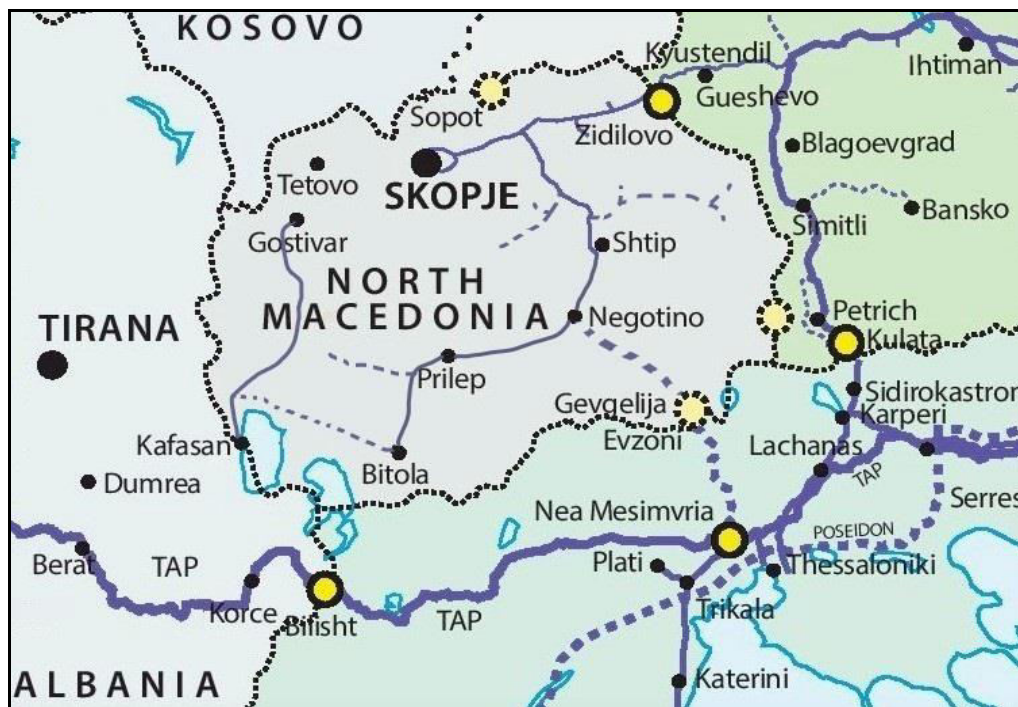 KOSOVO
Kyustendil
Ihtiman
Gueshevo
Sopot
Zidilovo
Blagoevgrad
Tetovo
SKOPJE
Simitli
Bansko
Gostivar
Shtip
NORTH
MACEDONIA
Negotino
Petrich
TIRANA
Kulata
Prilep
Sidirokastron
Gevgelija
Karperi
Evzoni
Kafasan
Lachanas
Bitola
TAP
Dumrea
Serres
Nea Mesimvria
POSEIDON
Berat
TAP
Plati
Thessaloniki
Korce
Bilisht
TAP
Trikala
ALBANIA
Katerini